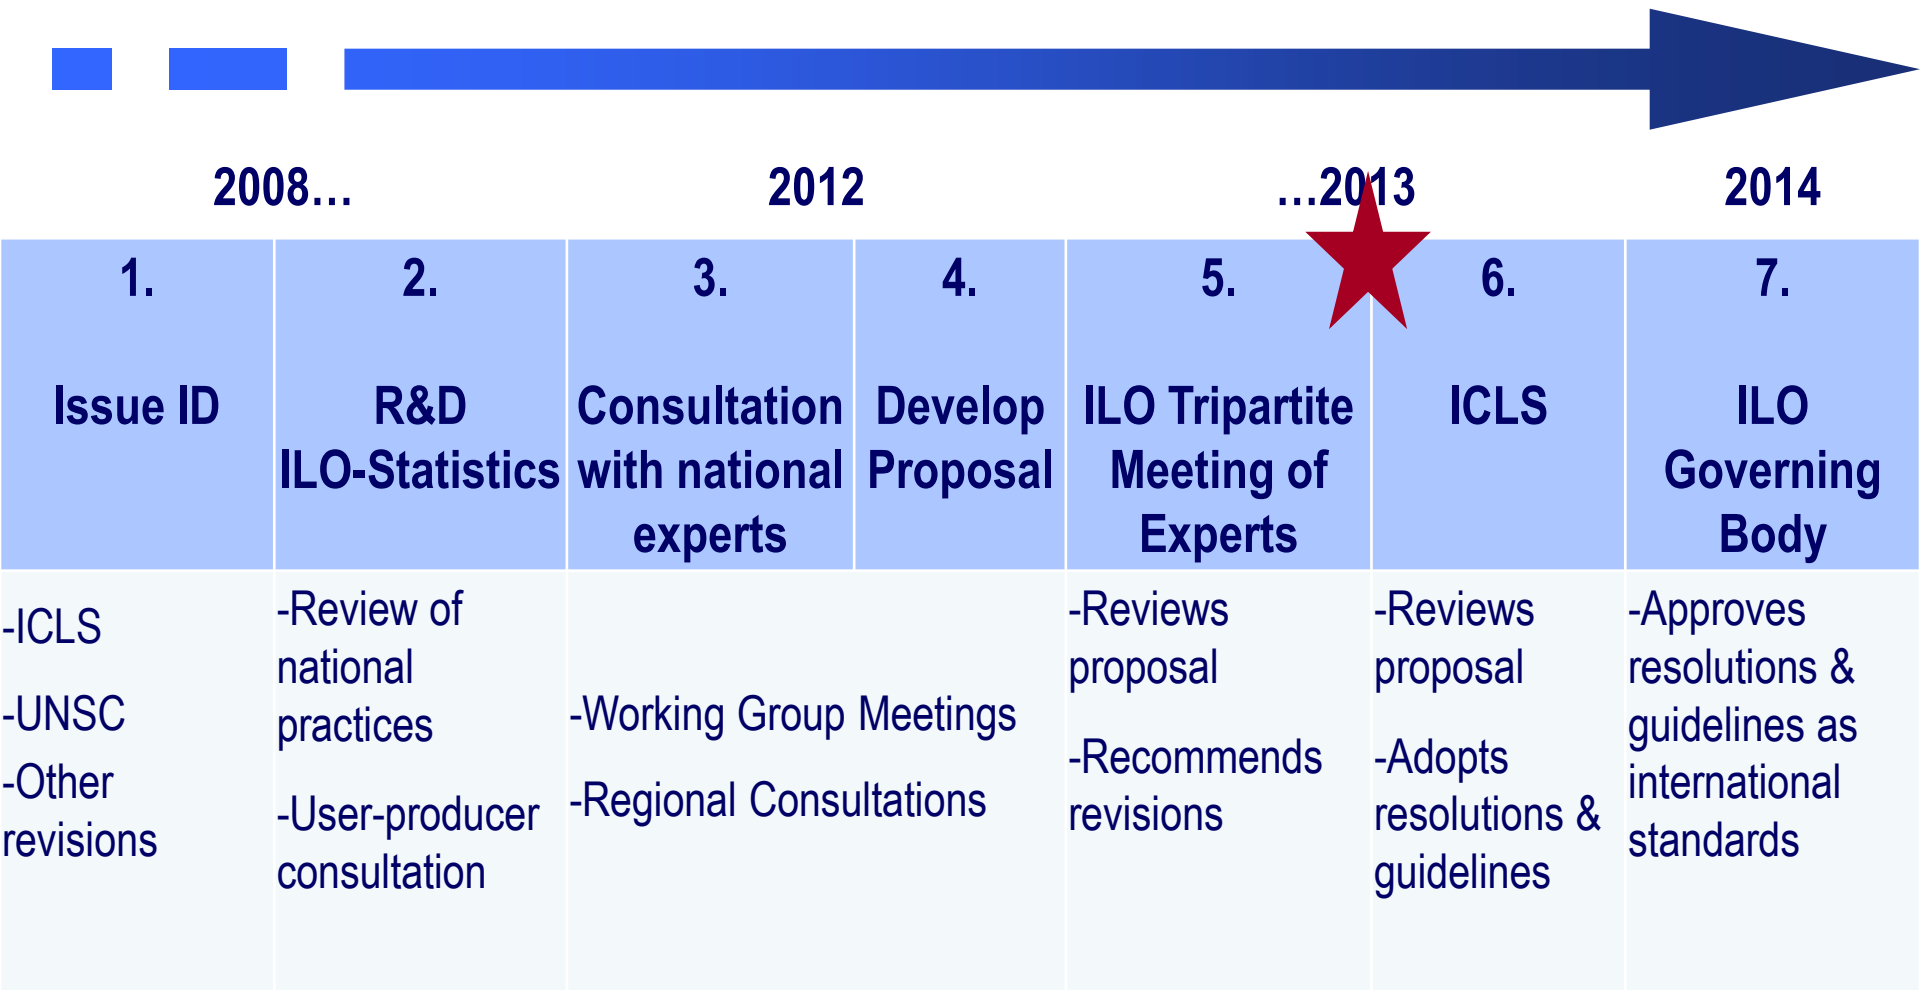 2008…
2012
…2013
2014
1.
Issue ID
2.
R&D
ILO-Statistics
3.
Consultation
with national
experts
4.
Develop
Proposal
5.
ILO Tripartite
Meeting of
Experts
6.
ICLS
7.
ILO
Governing
Body
-ICLS
-UNSC
-Other
revisions
-Review of
national
practices
-User-producer
consultation
-Working Group Meetings
-Regional Consultations
-Reviews
proposal
-Recommends
revisions
-Reviews
proposal
-Adopts
resolutions &
guidelines
-Approves
resolutions &
guidelines as
international
standards